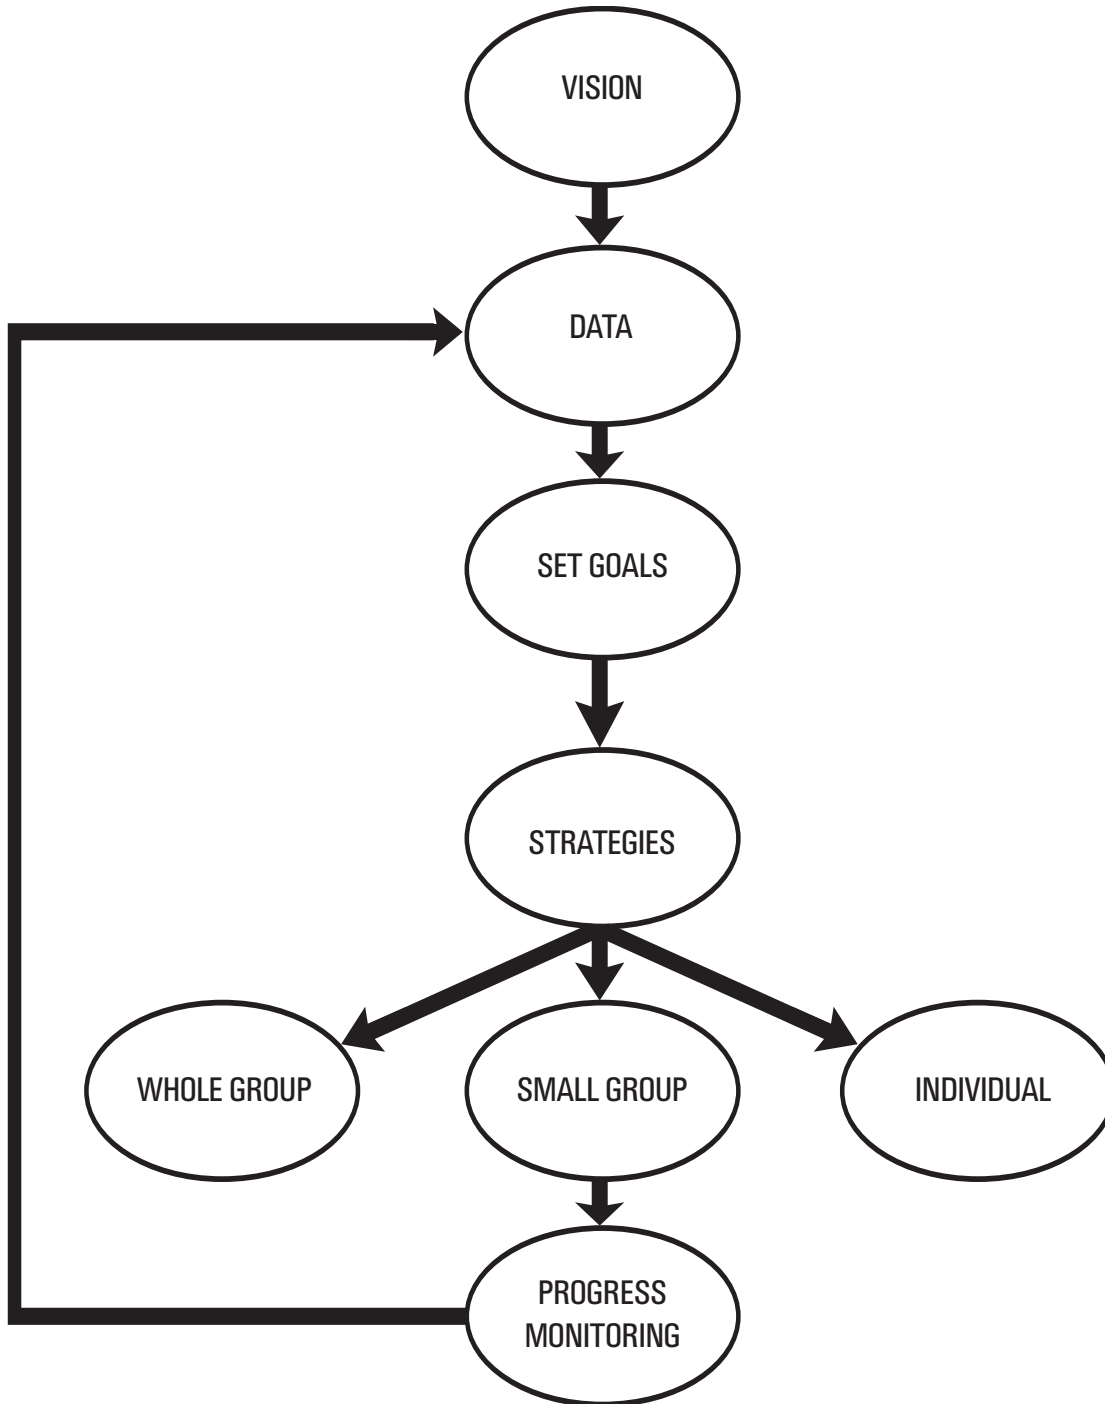 VISION
DATA
SET GOALS
STRATEGIES
WHOLE GROUP
SMALL GROUP
INDIVIDUAL
PROGRESS
MONITORING